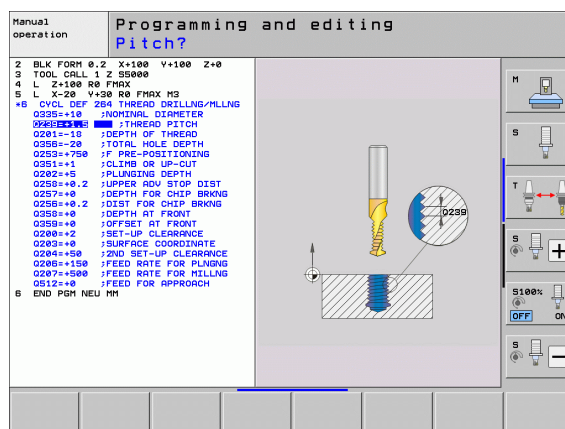 Manual
operation
Programming and editing
Pitch?
2 BLK FORM 0.2 X+100 Y+100 Z+0
3 TOOL CALL 1 Z S5000
4 L Z+100 R0 FMAX
5 L X-20 Y+30 R0 FMAX M3
*6 CYCL DEF 264 THREAD DRILLNG/MLLNG
Q335=+10 ;NOMINAL DIAMETER
Q239=+1.5 ;THREAD PITCH
Q201=-18 ;DEPTH OF THREAD
Q356=-20 ;TOTAL HOLE DEPTH
Q253=+750 ;F PRE-POSITIONING
Q351=+1 ;CLIMB OR UP-CUT
Q202=+5 ;PLUNGING DEPTH
Q258=+0.2 ;UPPER ADV STOP DIST
Q257=+0 ;DEPTH FOR CHIP BRKNG
Q256=+0.2 ;DIST FOR CHIP BRKNG
Q358=+0 ;DEPTH AT FRONT
Q359=+0 ;OFFSET AT FRONT
Q200=+2 ;SET-UP CLEARANCE
Q203=+0 ;SURFACE COORDINATE
Q204=+50 ;2ND SET-UP CLEARANCE
Q206=+150 ;FEED RATE FOR PLNGNG
Q207=+500 ;FEED RATE FOR MILLNG
Q512=+0 ;FEED FOR APPROACH
6 END PGM NEU MM
Q239
M
S
T
S
+
S100%
OFF ON
S
−